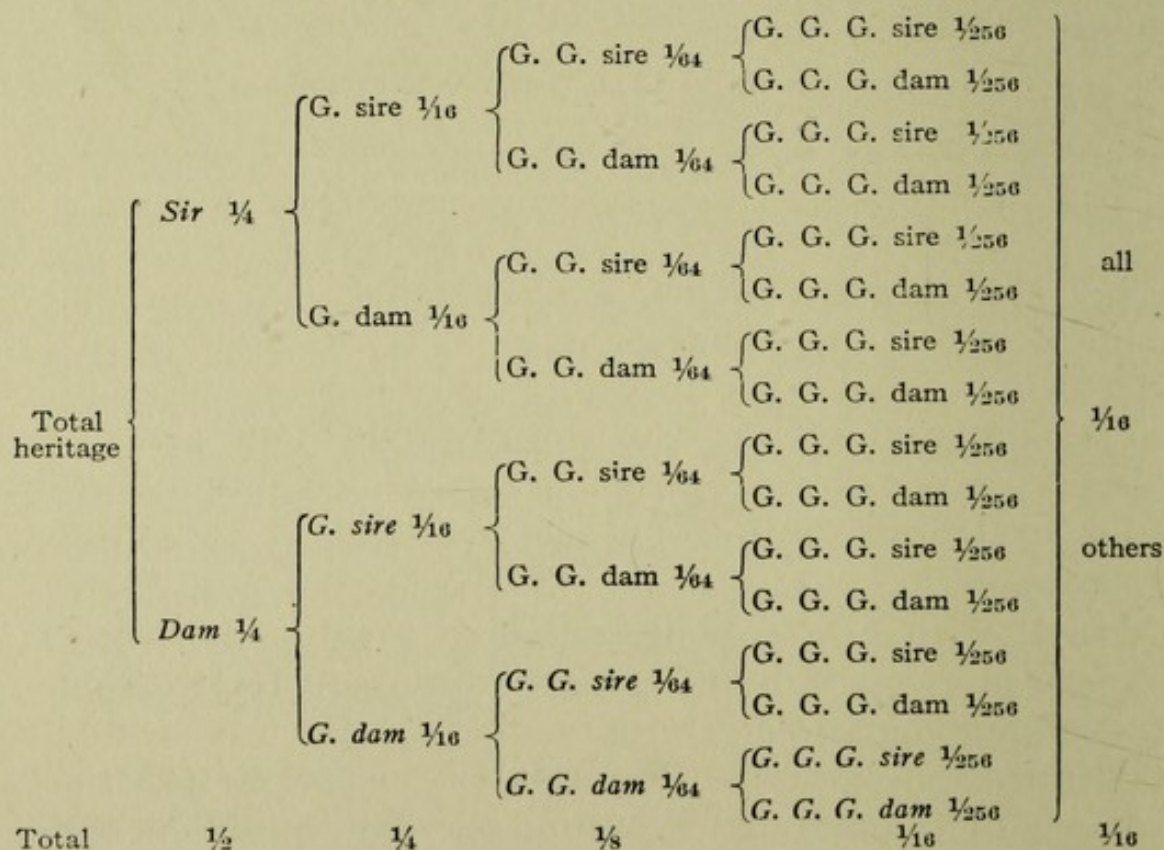 G. G. G. sire 1/256
G. G. sire 1/64
G. C. G. dam 1/256
G. sire 1/16
G. G. G. sire 1/256
G. G. dam 1/64
G. G. G. dam 1/256
Sir 1/4
G. G. G. sire 1/256
G. G. sire 1/64 all
G. G. G. dam 1/256
G. dam 1/16
G. G. G. sire 1/256
G. G. dam 1/64
G. G. G. dam 1/256
Total
heritage
1/16
G. G. G. sire 1/256
G. G. sire 1/64
G. G. G. dam 1/256
G. sire 1/16
G. G. G. sire 1/256 others
G. G. dam 1/64
G. G. G. dam 1/256
Dam 1/4
G. G. G. sire 1/256
G. G. sire 1/64
G. G. G. dam 1/256
G. dam 1/16
G. G. G. sire 1/256
G. G. dam 1/64
G. G. G. dam 1/256
Total 1/2 1/4 1/8 1/16 1/16